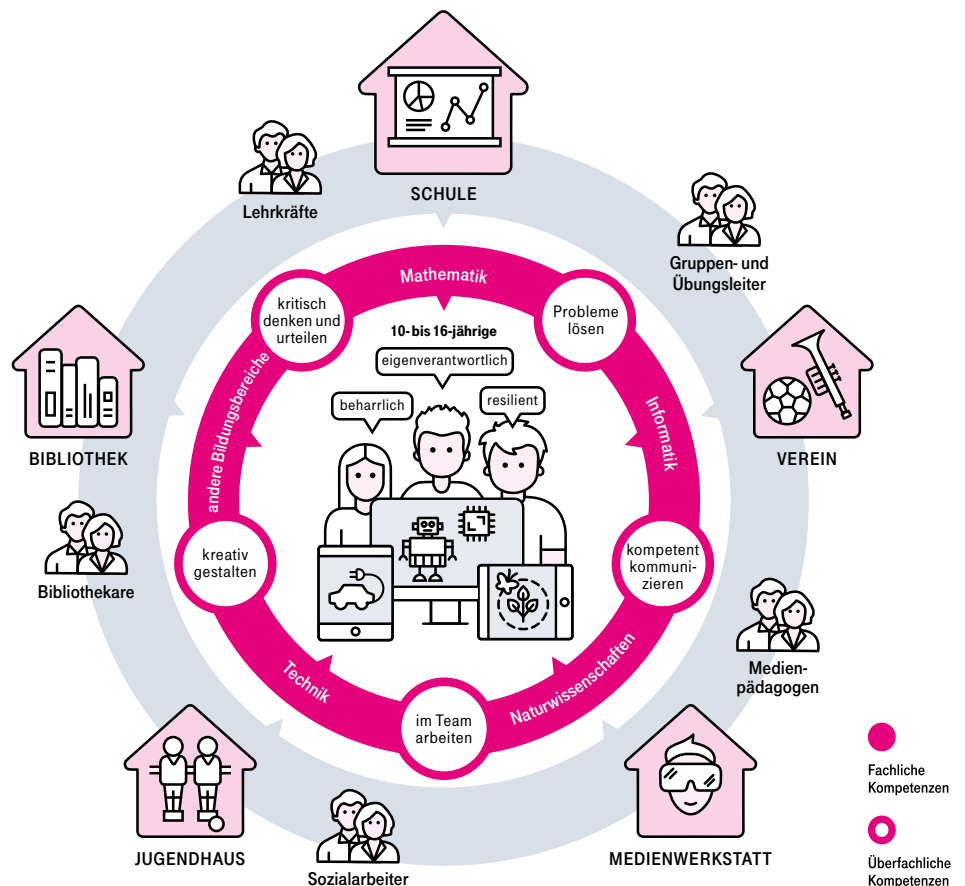 SCHULE
Lehrkräfte
Gruppen- und
Übungsleiter
Mathematik
kritisch
denken und
urteilen
Probleme
lösen
10- bis 16-jährige
eigenverantwortlich
beharrlich
resilient
andere Bildungsbereiche
Informatik
BIBLIOTHEK
VEREIN
Bibliothekare
kreativ
gestalten
kompetent
kommuni-
zieren
Medien-
pädagogen
Technik
Naturwissenschaften
im Team
arbeiten
JUGENDHAUS
Sozialarbeiter
MEDIENWERKSTATT
Fachliche
Kompetenzen
Überfachliche
Kompetenzen